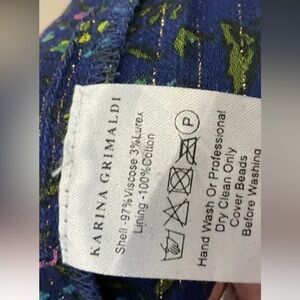 KARINA GRIMALDI
Shell -97%Viscose 3%Lurex
Lining -100%Cotton
P
Hand Wash Or Professional
Dry Clean Only
Cover Beads
Before Washing